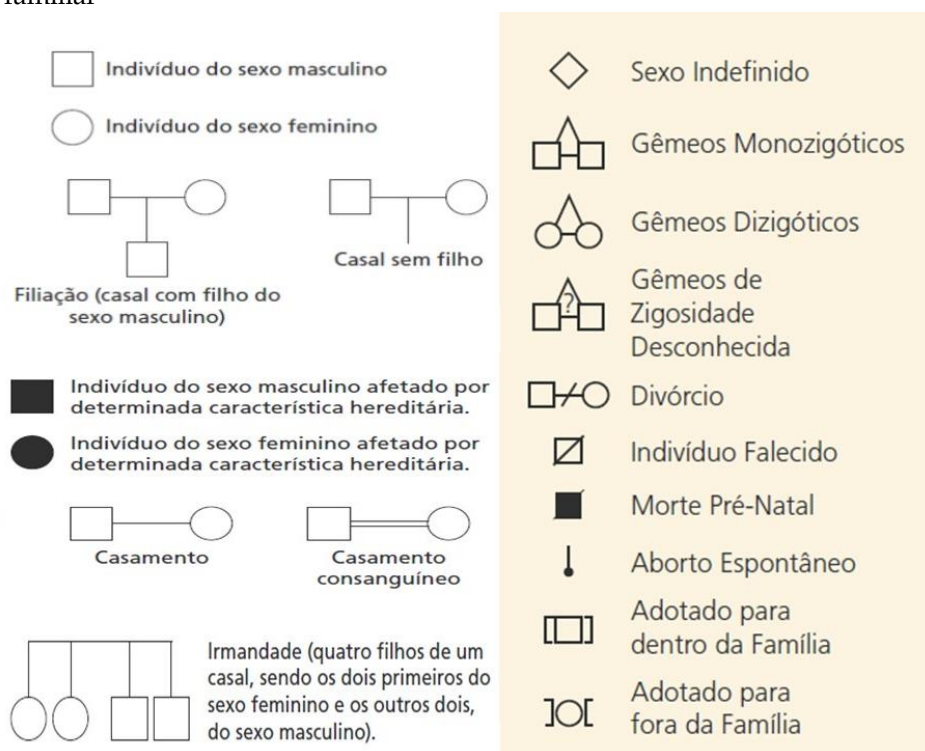 Indivíduo do sexo masculino
Indivíduo do sexo feminino
Filiação (casal com filho do
sexo masculino)
Casal sem filho
Indivíduo do sexo masculino afetado por
determinada característica hereditária.
Indivíduo do sexo feminino afetado por
determinada característica hereditária.
Casamento
Casamento
consanguíneo
Irmandade (quatro filhos de um
casal, sendo os dois primeiros do
sexo feminino e os outros dois,
do sexo masculino).
Sexo Indefinido
Gêmeos Monozigóticos
Gêmeos Dizigóticos
?
Gêmeos de
Zigosidade
Desconhecida
Divórcio
Indivíduo Falecido
Morte Pré-Natal
Aborto Espontâneo
Adotado para
dentro da Família
Adotado para
fora da Família